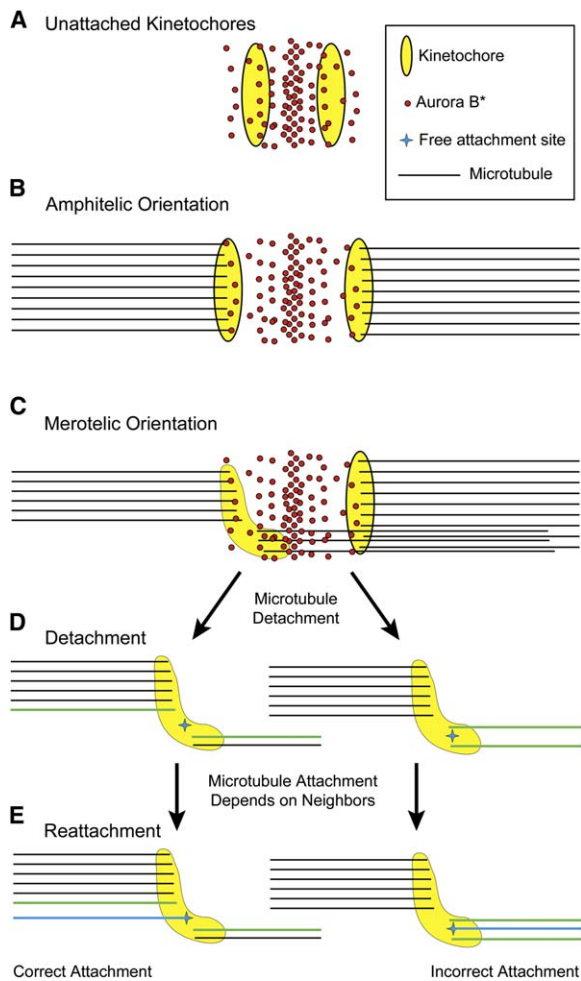 A
Unattached Kinetochores
Kinetochore
Aurora B*
Free attachment site
Microtubule
B
Amphitelic Orientation
C
Merotelic Orientation
Microtubule
Detachment
D
Detachment
Microtubule Attachment
Depends on Neighbors
E
Reattachment
Correct Attachment
Incorrect Attachment